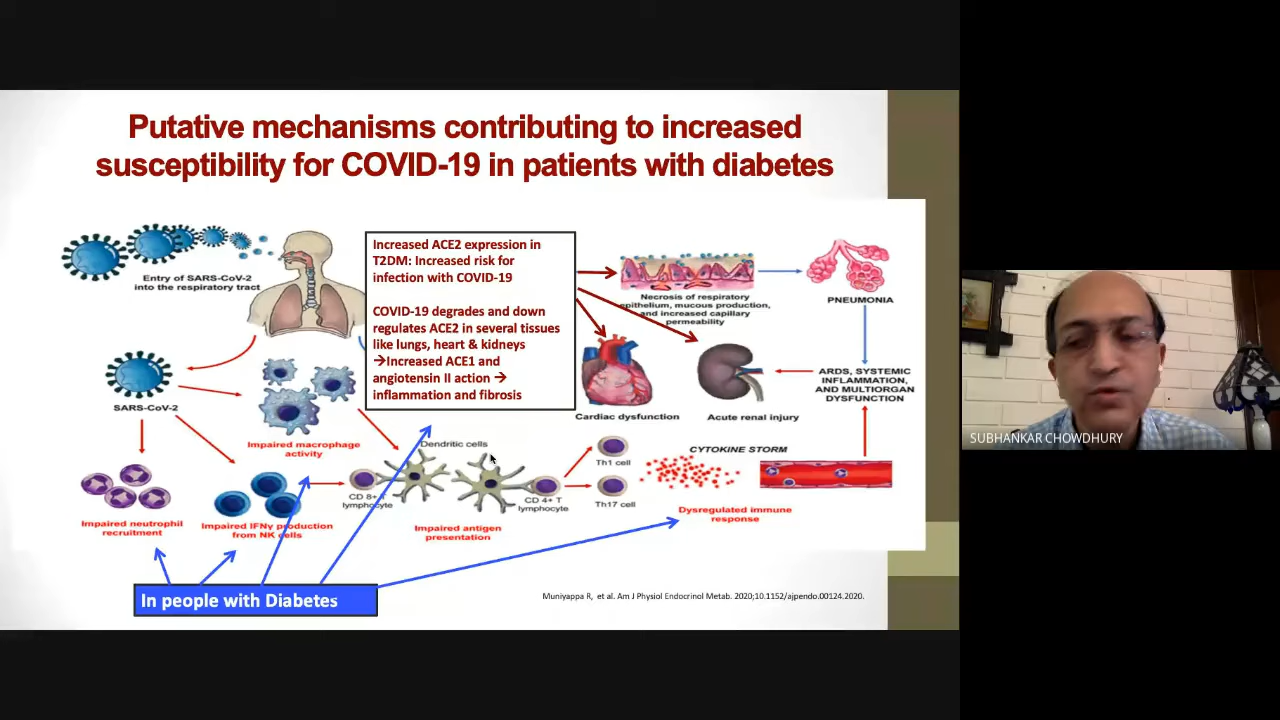 Putative mechanisms contributing to increased
susceptibility for COVID-19 in patients with diabetes
Entry of SARS-CoV-2
into the respiratory tract
Increased ACE2 expression in
T2DM: Increased risk for
infection with COVID-19
COVID-19 degrades and down
regulates ACE2 in several tissues
like lungs, heart & kidneys
→Increased ACE1 and
angiotensin II action →
inflammation and fibrosis
Necrosis of respiratory
epithelium, mucous production,
and increased capillary
permeability
PNEUMONIA
SARS-CoV-2
Impaired macrophage
activity
Cardiac dysfunction
Acute renal injury
ARDS, SYSTEMIC
INFLAMMATION,
AND MULTIORGAN
DYSFUNCTION
Dendritic cells
CYTOKINE STORM
Th1 cell
CD 8+ T
lymphocyte
CD 4+ T
lymphocyte
Th17 cell
Impaired neutrophil
recruitment
Impaired IFNγ production
from NK cells
Impaired antigen
presentation
Dysregulated immune
response
In people with Diabetes
Muniyappa R, et al. Am J Physiol Endocrinol Metab. 2020;10.1152/ajpendo.00124.2020.
SUBHANKAR CHOWDHURY